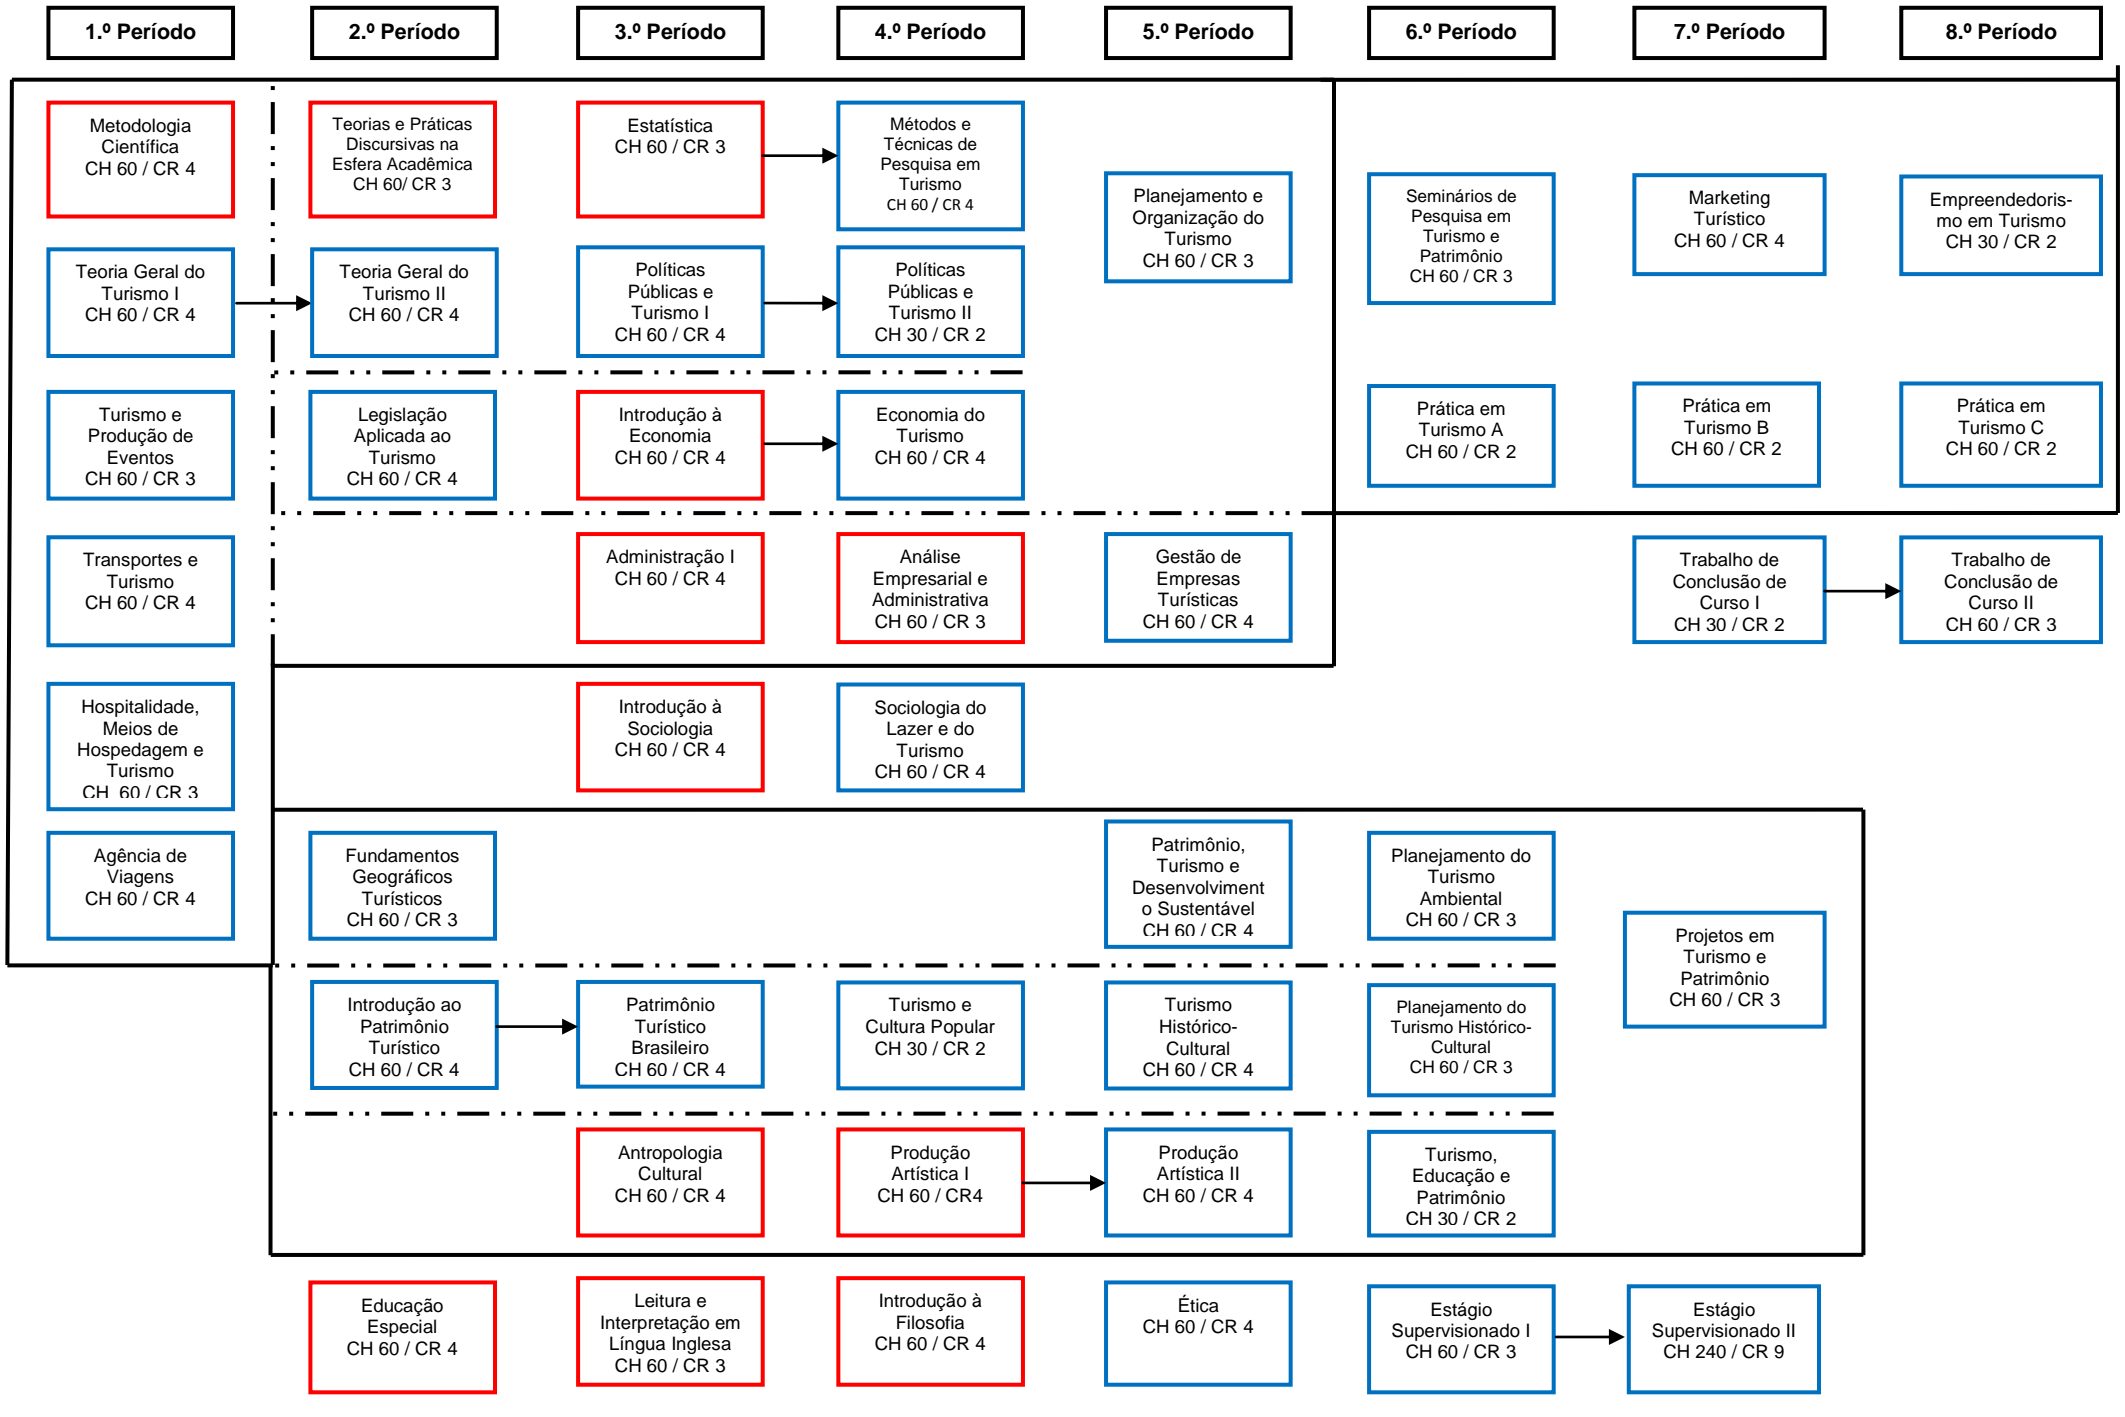 1.º Período
2.º Período
3.º Período
4.º Período
5.º Período
6.º Período
7.º Período
8.º Período
Metodologia
Científica
CH 60 / CR 4
Teorias e Práticas
Discursivas na
Esfera Acadêmica
CH 60/ CR 3
Estatística
CH 60 / CR 3
Métodos e
Técnicas de
Pesquisa em
Turismo
CH 60 / CR 4
Planejamento e
Organização do
Turismo
CH 60 / CR 3
Seminários de
Pesquisa em
Turismo e
Patrimônio
CH 60 / CR 3
Marketing
Turístico
CH 60 / CR 4
Empreendedoris-
mo em Turismo
CH 30 / CR 2
Teoria Geral do
Turismo I
CH 60 / CR 4
Teoria Geral do
Turismo II
CH 60 / CR 4
Políticas
Públicas e
Turismo I
CH 60 / CR 4
Políticas
Públicas e
Turismo II
CH 30 / CR 2
Turismo e
Produção de
Eventos
CH 60 / CR 3
Legislação
Aplicada ao
Turismo
CH 60 / CR 4
Introdução à
Economia
CH 60 / CR 4
Economia do
Turismo
CH 60 / CR 4
Prática em
Turismo A
CH 60 / CR 2
Prática em
Turismo B
CH 60 / CR 2
Prática em
Turismo C
CH 60 / CR 2
Transportes e
Turismo
CH 60 / CR 4
Administração I
CH 60 / CR 4
Análise
Empresarial e
Administrativa
CH 60 / CR 3
Gestão de
Empresas
Turísticas
CH 60 / CR 4
Trabalho de
Conclusão de
Curso I
CH 30 / CR 2
Trabalho de
Conclusão de
Curso II
CH 60 / CR 3
Hospitalidade,
Meios de
Hospedagem e
Turismo
CH 60 / CR 3
Introdução à
Sociologia
CH 60 / CR 4
Sociologia do
Lazer e do
Turismo
CH 60 / CR 4
Agência de
Viagens
CH 60 / CR 4
Fundamentos
Geográficos
Turísticos
CH 60 / CR 3
Patrimônio,
Turismo e
Desenvolviment
o Sustentável
CH 60 / CR 4
Planejamento do
Turismo
Ambiental
CH 60 / CR 3
Projetos em
Turismo e
Patrimônio
CH 60 / CR 3
Introdução ao
Patrimônio
Turístico
CH 60 / CR 4
Patrimônio
Turístico
Brasileiro
CH 60 / CR 4
Turismo e
Cultura Popular
CH 30 / CR 2
Turismo
Histórico-
Cultural
CH 60 / CR 4
Planejamento do
Turismo Histórico-
Cultural
CH 60 / CR 3
Antropologia
Cultural
CH 60 / CR 4
Produção
Artística I
CH 60 / CR4
Produção
Artística II
CH 60 / CR 4
Turismo,
Educação e
Patrimônio
CH 30 / CR 2
Educação
Especial
CH 60 / CR 4
Leitura e
Interpretação em
Língua Inglesa
CH 60 / CR 3
Introdução à
Filosofia
CH 60 / CR 4
Ética
CH 60 / CR 4
Estágio
Supervisionado I
CH 60 / CR 3
Estágio
Supervisionado II
CH 240 / CR 9